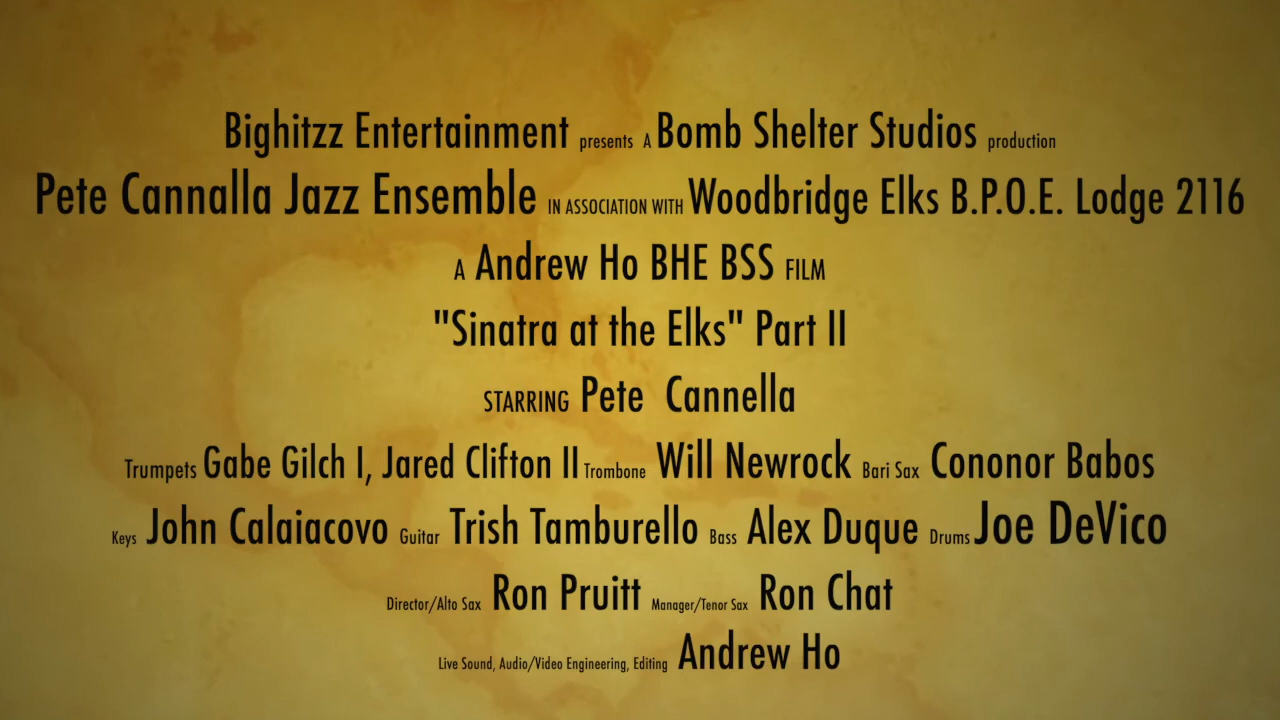 Bighitzz Entertainment presents A Bomb Shelter Studios production
Pete Cannalla Jazz Ensemble IN ASSOCIATION WITH Woodbridge Elks B.P.O.E. Lodge 2116
A Andrew Ho BHE BSS FILM
"Sinatra at the Elks" Part II
STARRING Pete Cannella
Trumpets Gabe Gilch I, Jared Clifton II Trombone Will Newrock Bari Sax Cononor Babos
Keys John Calaiacovo Guitar Trish Tamburello Bass Alex Duque Drums Joe DeVico
Director/Alto Sax Ron Pruitt Manager/Tenor Sax Ron Chat
Live Sound, Audio/Video Engineering, Editing Andrew Ho